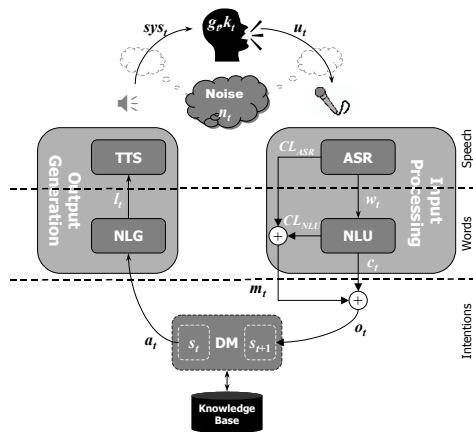 sys_t
g_t, k_t
u_t
Noise
n_t
Output
Generation
TTS
l_t
NLG
CL_ASR
ASR
w_t
CL_NLU
NLU
c_t
+
Input
Processing
Speech
Words
m_t
+
o_t
a_t
s_t
DM
s_t+1
Intentions
Knowledge
Base